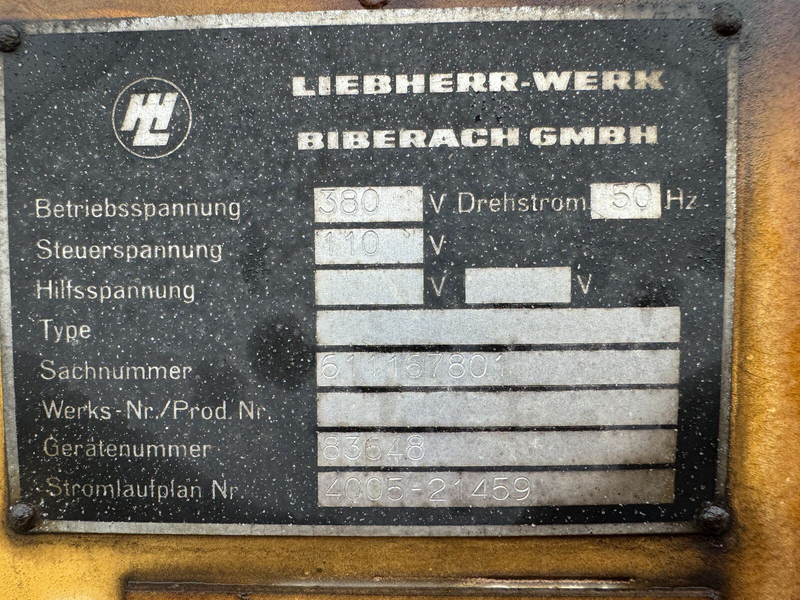 LIEBHERR-WERK
BIBERACH GMBH
Betriebsspannung 380 V Drehstrom 50 Hz
Steuerspannung 110 V
Hilfsspannung V V
Type
Sachnummer 611157801
Werks-Nr./Prod. Nr.
Gerätenummer 83648
Stromlaufplan Nr 4005-21459